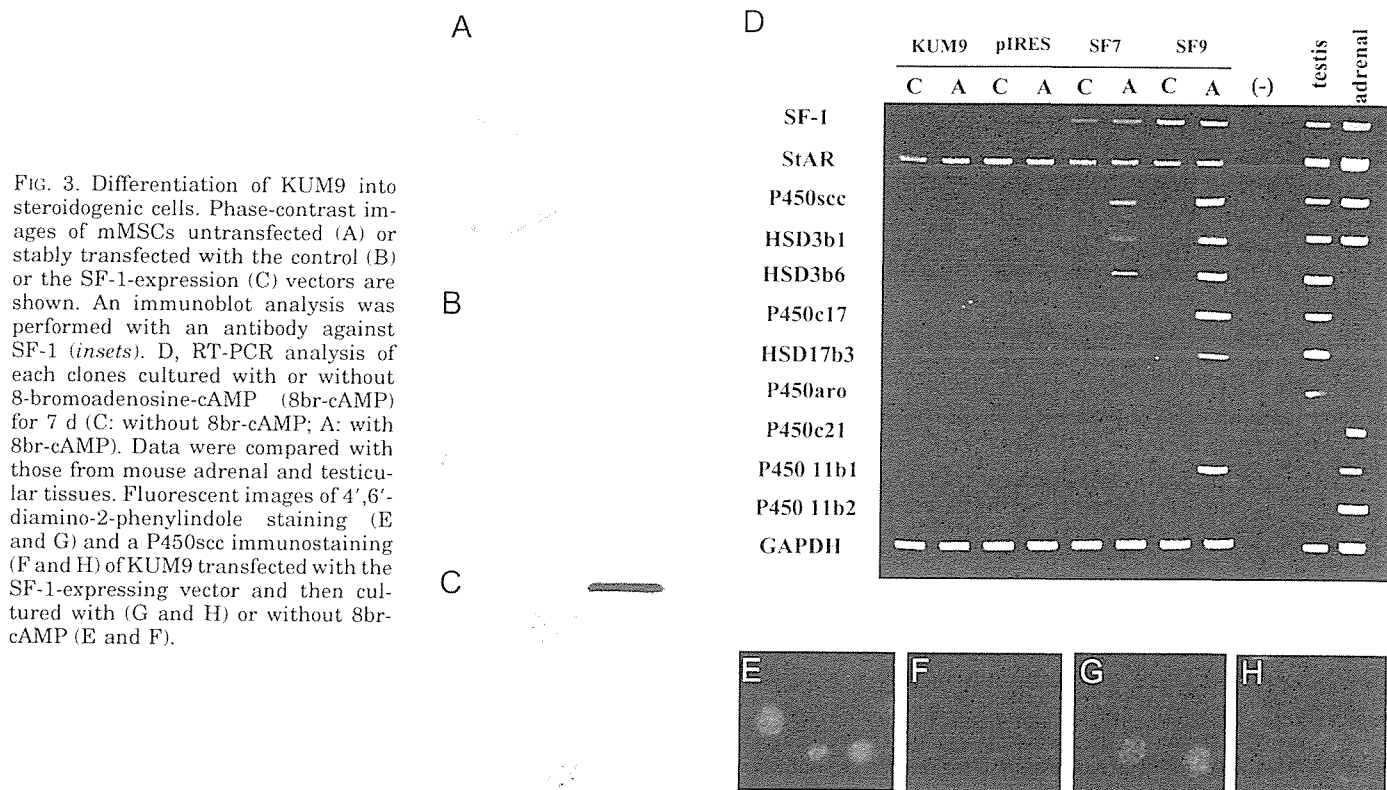 FIG. 3. Differentiation of KUM9 into
steroidogenic cells. Phase-contrast im-
ages of mMSCs untransfected (A) or
stably transfected with the control (B)
or the SF-1-expression (C) vectors are
shown. An immunoblot analysis was
performed with an antibody against
SF-1 (insets). D, RT-PCR analysis of
each clones cultured with or without
8-bromoadenosine-cAMP (8br-cAMP)
for 7 d (C: without 8br-cAMP; A: with
8br-cAMP). Data were compared with
those from mouse adrenal and testicu-
lar tissues. Fluorescent images of 4′,6′-
diamino-2-phenylindole staining (E
and G) and a P450scc immunostaining
(F and H) of KUM9 transfected with the
SF-1-expressing vector and then cul-
tured with (G and H) or without 8br-
cAMP (E and F).
A
B
C
D
KUM9 pIRES SF7 SF9 testis adrenal
C A C A C A C A (-)
SF-1
StAR
P450scc
HSD3b1
HSD3b6
P450c17
HSD17b3
P450aro
P450c21
P450 11b1
P450 11b2
GAPDH
E F G H